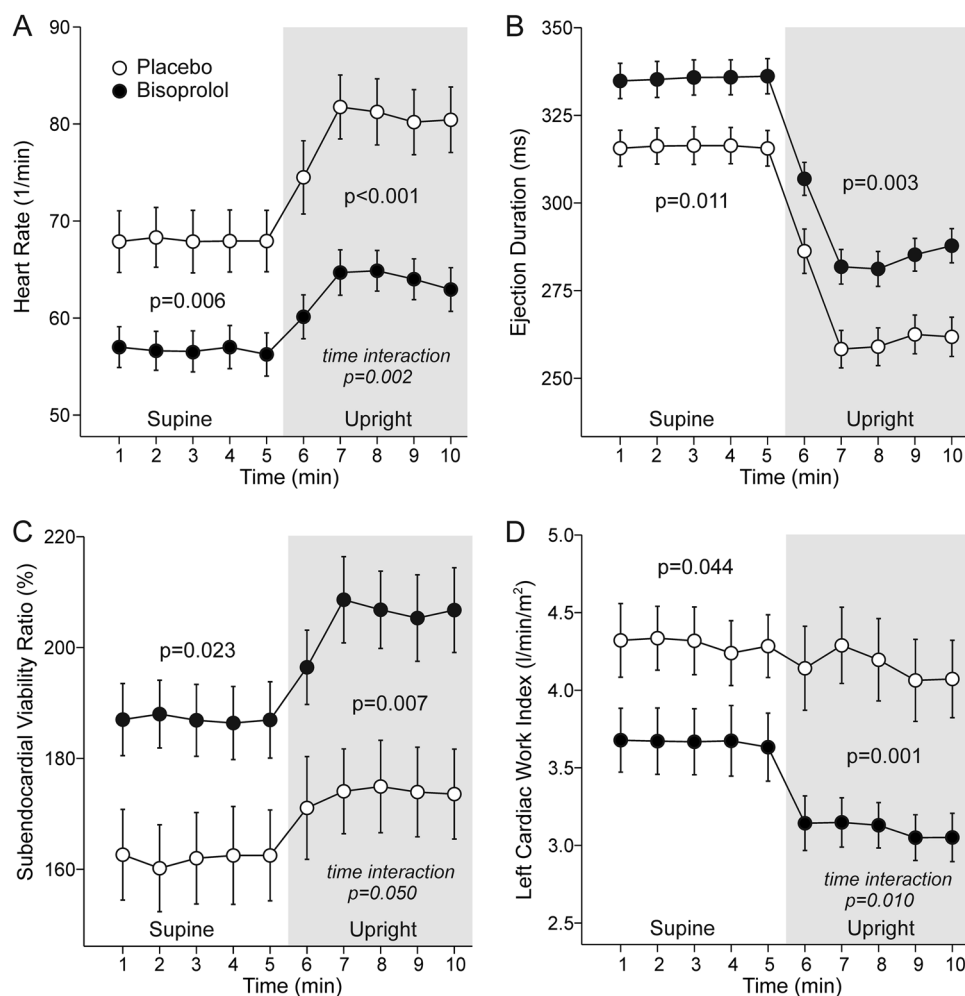 A
Heart Rate (1/min)
90
80
70
60
50
Placebo
Bisoprolol
p<0.001
p=0.006
time interaction
p=0.002
Supine
Upright
1 2 3 4 5 6 7 8 9 10
Time (min)
B
Ejection Duration (ms)
350
325
300
275
250
p=0.011
p=0.003
Supine
Upright
1 2 3 4 5 6 7 8 9 10
Time (min)
C
Subendocardial Viability Ratio (%)
220
200
180
160
p=0.023
p=0.007
time interaction
p=0.050
Supine
Upright
1 2 3 4 5 6 7 8 9 10
Time (min)
D
Left Cardiac Work Index (l/min/m²)
5.0
4.5
4.0
3.5
3.0
2.5
p=0.044
p=0.001
time interaction
p=0.010
Supine
Upright
1 2 3 4 5 6 7 8 9 10
Time (min)